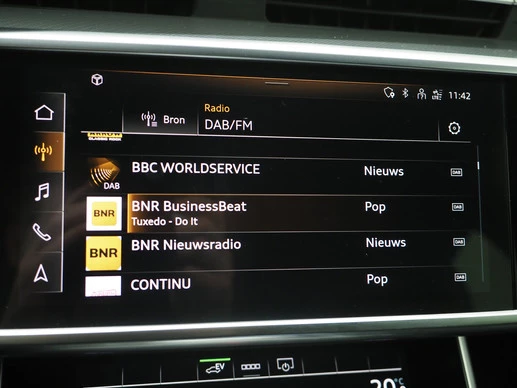 11:42
Radio
Bron
DAB/FM
BBC WORLDSERVICE Nieuws DAB
DAB
BNR BNR BusinessBeat Pop DAB
Tuxedo - Do It
BNR BNR Nieuwsradio Nieuws DAB
CONTINU Pop DAB
EV